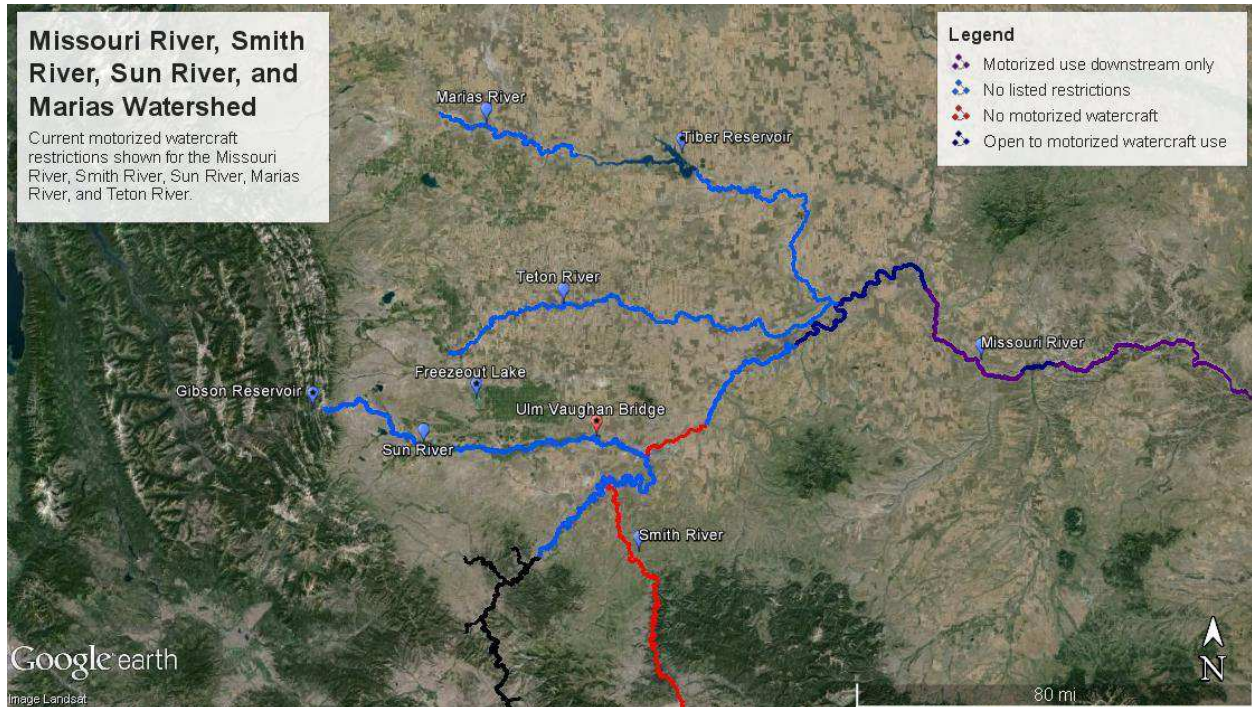 Missouri River, Smith
River, Sun River, and
Marias Watershed
Current motorized watercraft
restrictions shown for the Missouri
River, Smith River, Sun River, Marias
River, and Teton River.
Legend
Motorized use downstream only
No listed restrictions
No motorized watercraft
Open to motorized watercraft use
Marias River
Tiber Reservoir
Teton River
Missouri River
Freezeout Lake
Gibson Reservoir
Ulm Vaughan Bridge
Sun River
Smith River
Google earth
Image Landsat
N
80 mi